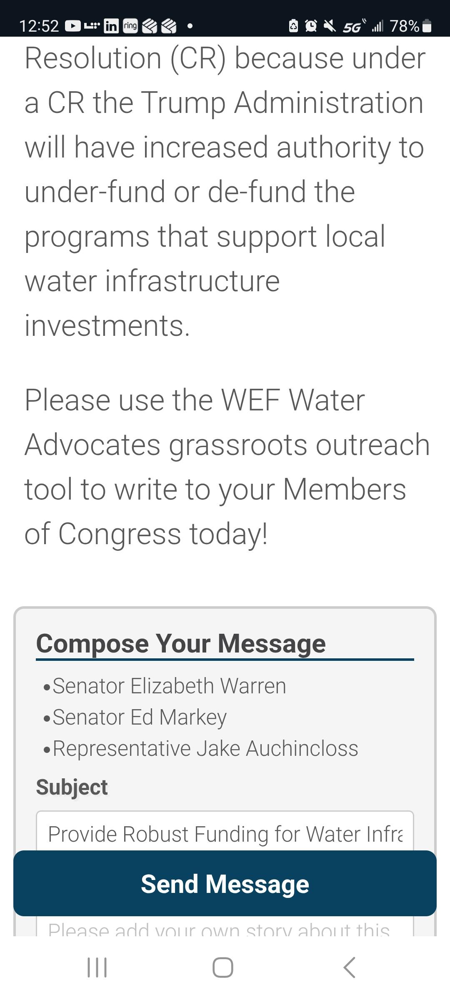 12:52 in ring 5G 78%
Resolution (CR) because under
a CR the Trump Administration
will have increased authority to
under-fund or de-fund the
programs that support local
water infrastructure
investments.
Please use the WEF Water
Advocates grassroots outreach
tool to write to your Members
of Congress today!
Compose Your Message
•Senator Elizabeth Warren
•Senator Ed Markey
•Representative Jake Auchincloss
Subject
Provide Robust Funding for Water Infra
Send Message
Please add your own story about this